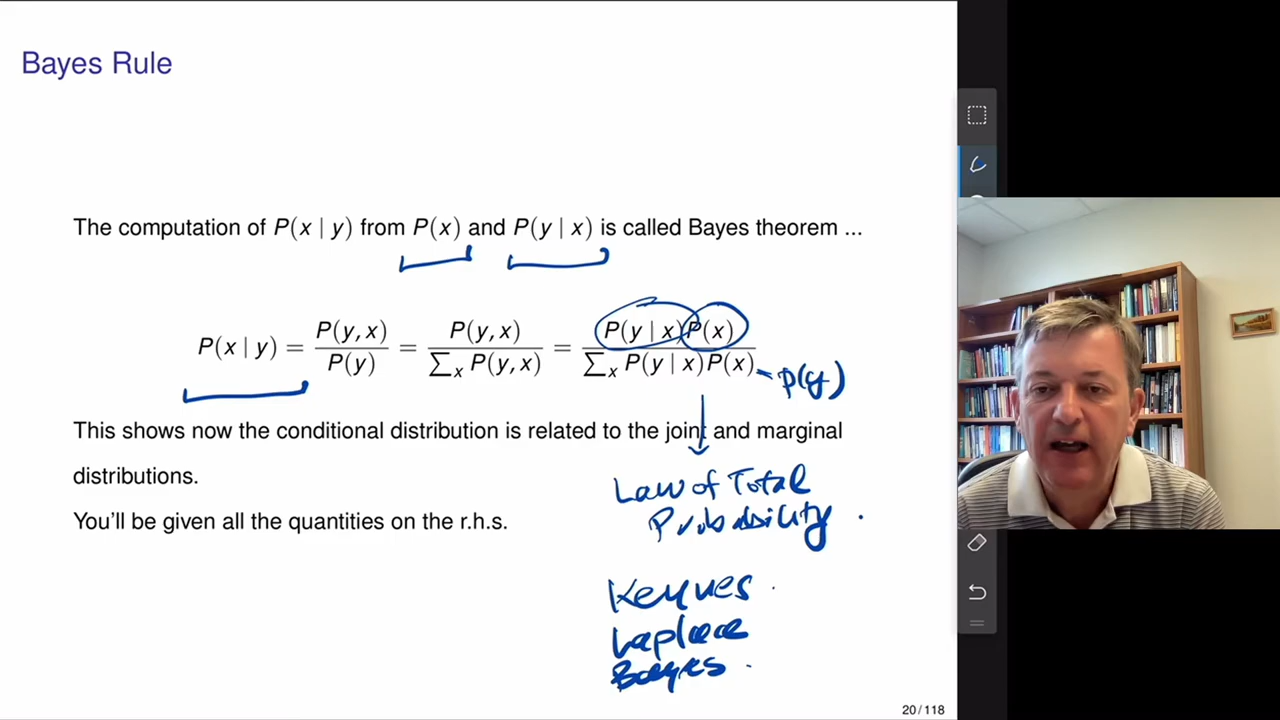 Bayes Rule
The computation of P(x | y) from P(x) and P(y | x) is called Bayes theorem ...
P(x | y) = P(y, x) / P(y) = P(y, x) / ∑ₓ P(y, x) = P(y | x)P(x) / ∑ₓ P(y | x)P(x)
p(y)
This shows now the conditional distribution is related to the joint and marginal
distributions.
Law of Total
Probability.
You'll be given all the quantities on the r.h.s.
Keynes
Laplace
Bayes
20 / 118